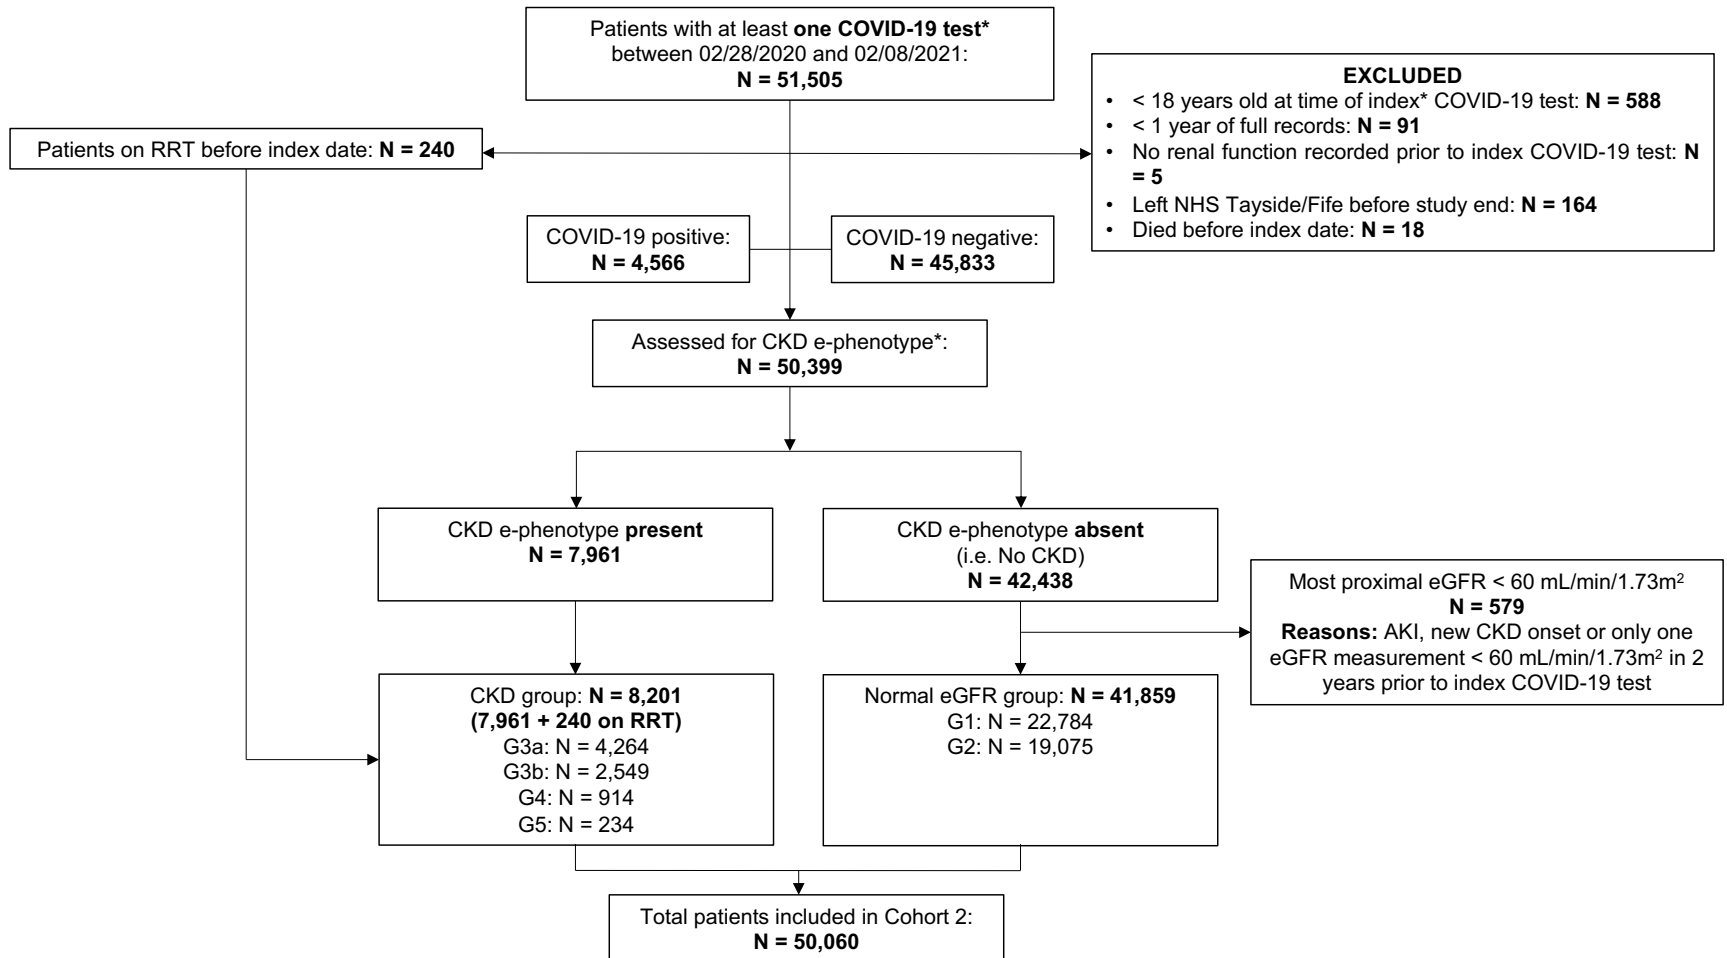 Patients with at least one COVID-19 test*
between 02/28/2020 and 02/08/2021:
N = 51,505
EXCLUDED
• < 18 years old at time of index* COVID-19 test: N = 588
• < 1 year of full records: N = 91
• No renal function recorded prior to index COVID-19 test: N
= 5
• Left NHS Tayside/Fife before study end: N = 164
• Died before index date: N = 18
Patients on RRT before index date: N = 240
COVID-19 positive:
N = 4,566
COVID-19 negative:
N = 45,833
Assessed for CKD e-phenotype*:
N = 50,399
CKD e-phenotype present
N = 7,961
CKD e-phenotype absent
(i.e. No CKD)
N = 42,438
Most proximal eGFR < 60 mL/min/1.73m²
N = 579
Reasons: AKI, new CKD onset or only one
eGFR measurement < 60 mL/min/1.73m² in 2
years prior to index COVID-19 test
CKD group: N = 8,201
(7,961 + 240 on RRT)
G3a: N = 4,264
G3b: N = 2,549
G4: N = 914
G5: N = 234
Normal eGFR group: N = 41,859
G1: N = 22,784
G2: N = 19,075
Total patients included in Cohort 2:
N = 50,060